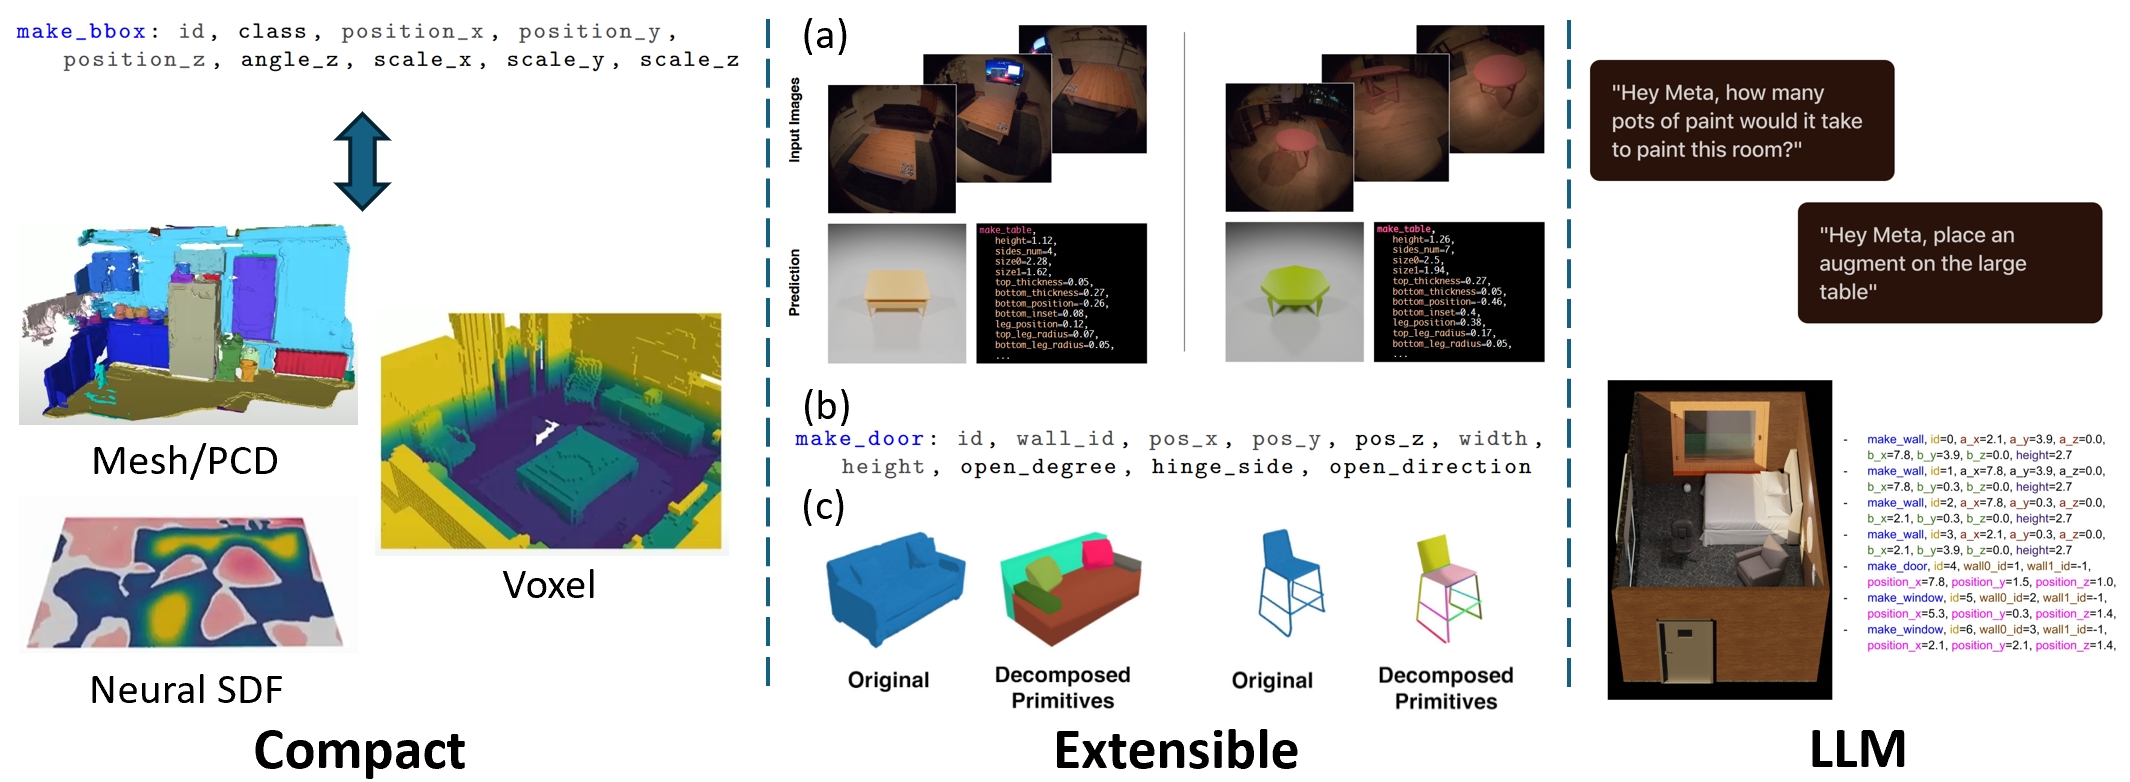 make_bbox: id, class, position_x, position_y,
position_z, angle_z, scale_x, scale_y, scale_z
Mesh/PCD
Voxel
Neural SDF
Compact
(a)
Input Images
Prediction
make_table,
height=1.12,
sides_num=4,
size0=2.28,
size1=1.62,
top_thickness=0.05,
bottom_thickness=0.27,
bottom_position=-0.26,
bottom_inset=0.08,
leg_position=0.12,
top_leg_radius=0.07,
bottom_leg_radius=0.05,
...
make_table,
height=1.26,
sides_num=7,
size0=2.5,
size1=1.94,
top_thickness=0.27,
bottom_thickness=0.05,
bottom_position=-0.46,
bottom_inset=0.4,
leg_position=0.38,
top_leg_radius=0.17,
bottom_leg_radius=0.05,
...
(b)
make_door: id, wall_id, pos_x, pos_y, pos_z, width,
height, open_degree, hinge_side, open_direction
(c)
Original
Decomposed
Primitives
Original
Decomposed
Primitives
Extensible
"Hey Meta, how many
pots of paint would it take
to paint this room?"
"Hey Meta, place an
augment on the large
table"
- make_wall, id=0, a_x=2.1, a_y=3.9, a_z=0.0,
b_x=7.8, b_y=3.9, b_z=0.0, height=2.7
- make_wall, id=1, a_x=7.8, a_y=3.9, a_z=0.0,
b_x=7.8, b_y=0.3, b_z=0.0, height=2.7
- make_wall, id=2, a_x=7.8, a_y=0.3, a_z=0.0,
b_x=2.1, b_y=0.3, b_z=0.0, height=2.7
- make_wall, id=3, a_x=2.1, a_y=0.3, a_z=0.0,
b_x=2.1, b_y=3.9, b_z=0.0, height=2.7
- make_door, id=4, wall0_id=1, wall1_id=-1,
position_x=7.8, position_y=1.5, position_z=1.0,
- make_window, id=5, wall0_id=2, wall1_id=-1,
position_x=5.3, position_y=0.3, position_z=1.4,
- make_window, id=6, wall0_id=3, wall1_id=-1,
position_x=2.1, position_y=2.1, position_z=1.4,
LLM